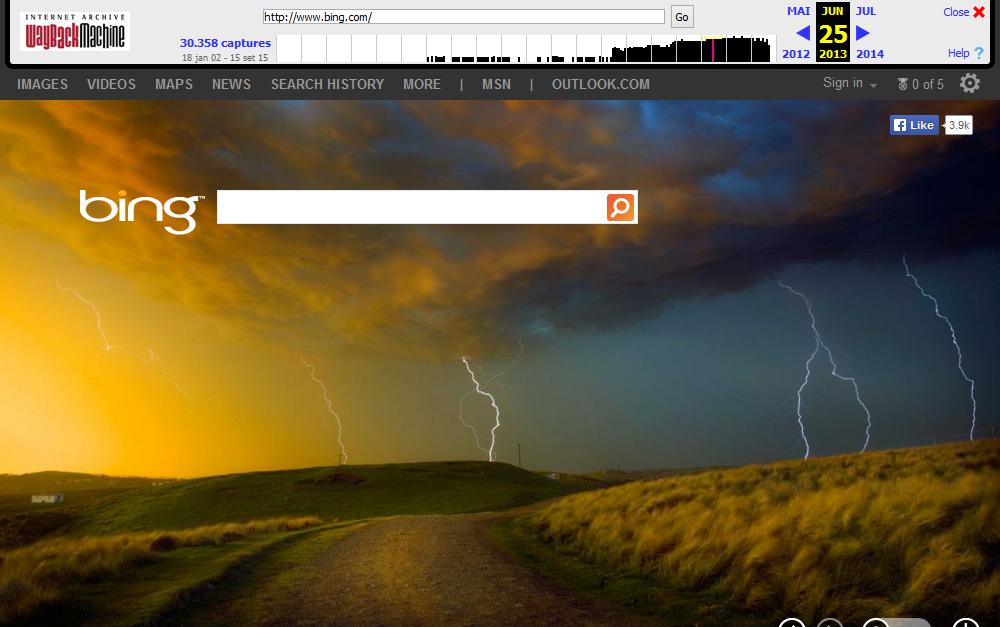 INTERNET ARCHIVE
WayBackMachine
http://www.bing.com/
Go
30.358 captures
18 jan 02 - 15 set 15
MAI JUN JUL
25
2012 2013 2014
Close
Help ?
IMAGES VIDEOS MAPS NEWS SEARCH HISTORY MORE | MSN | OUTLOOK.COM
Sign in 0 of 5
Like 3.9k
bing™